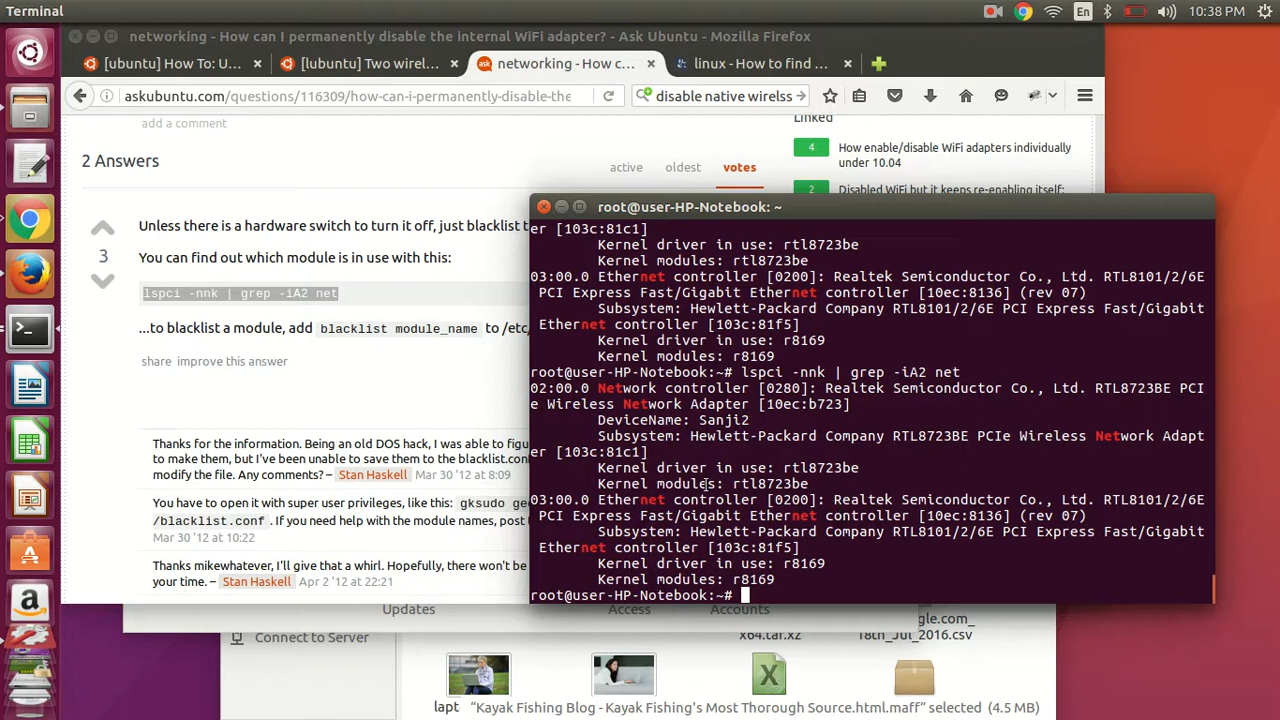 Terminal
En
10:38 PM
networking - How can I permanently disable the internal WiFi adapter? - Ask Ubuntu - Mozilla Firefox
[ubuntu] How To: U...
[lubuntu] Two wirel...
networking - How c...
linux - How to find ...
askubuntu.com/questions/116309/how-can-i-permanently-disable-the-
disable native wirelss
add a comment
Linked
2 Answers
active oldest votes
4 How enable/disable WiFi adapters individually
under 10.04
2 Disabled WiFi but it keeps re-enabling itself:
Unless there is a hardware switch to turn it off, just blacklist
3
You can find out which module is in use with this:
lspci -nnk | grep -iA2 net
...to blacklist a module, add blacklist module_name to /etc/
share improve this answer
Thanks for the information. Being an old DOS hack, I was able to figu
to make them, but I've been unable to save them to the blacklist.con
modify the file. Any comments? – Stan Haskell Mar 30 '12 at 8:09
You have to open it with super user privileges, like this: gksudo ge
/blacklist.conf. If you need help with the module names, post
Mar 30 '12 at 10:22
Thanks mikewhatever, I'll give that a whirl. Hopefully, there won't be
your time. – Stan Haskell Apr 2 '12 at 22:21
root@user-HP-Notebook: ~
er [103c:81c1]
Kernel driver in use: rtl8723be
Kernel modules: rtl8723be
03:00.0 Ethernet controller [0200]: Realtek Semiconductor Co., Ltd. RTL8101/2/6E
PCI Express Fast/Gigabit Ethernet controller [10ec:8136] (rev 07)
Subsystem: Hewlett-Packard Company RTL8101/2/6E PCI Express Fast/Gigabit
Ethernet controller [103c:81f5]
Kernel driver in use: r8169
Kernel modules: r8169
root@user-HP-Notebook:~# lspci -nnk | grep -iA2 net
02:00.0 Network controller [0280]: Realtek Semiconductor Co., Ltd. RTL8723BE PCI
e Wireless Network Adapter [10ec:b723]
DeviceName: Sanji2
Subsystem: Hewlett-Packard Company RTL8723BE PCIe Wireless Network Adapt
er [103c:81c1]
Kernel driver in use: rtl8723be
Kernel modules: rtl8723be
03:00.0 Ethernet controller [0200]: Realtek Semiconductor Co., Ltd. RTL8101/2/6E
PCI Express Fast/Gigabit Ethernet controller [10ec:8136] (rev 07)
Subsystem: Hewlett-Packard Company RTL8101/2/6E PCI Express Fast/Gigabit
Ethernet controller [103c:81f5]
Kernel driver in use: r8169
Kernel modules: r8169
root@user-HP-Notebook:~#
Updates
Access
Accounts
Connect to Server
x64.tar.xz
gle.com_
18th_Jul_2016.csv
lapt
"Kayak Fishing Blog - Kayak Fishing's Most Thorough Source.html.maff" selected (4.5 MB)